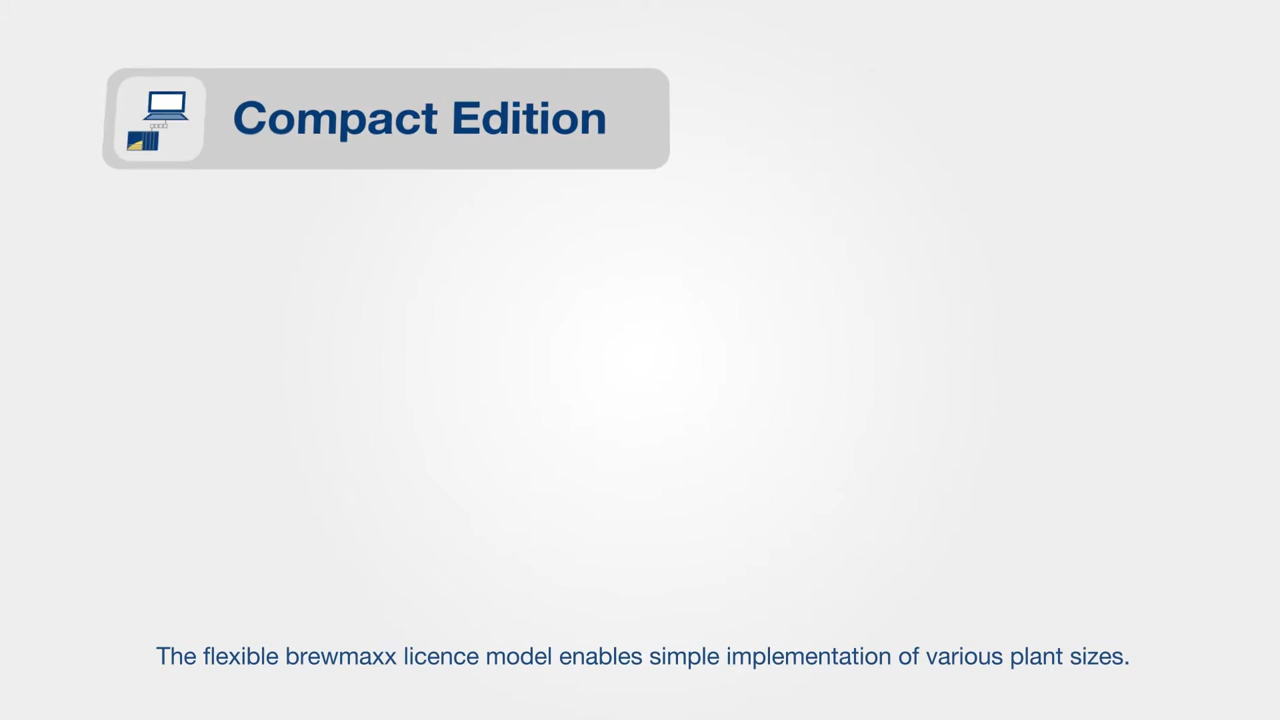 Compact Edition
The flexible brewmaxx licence model enables simple implementation of various plant sizes.